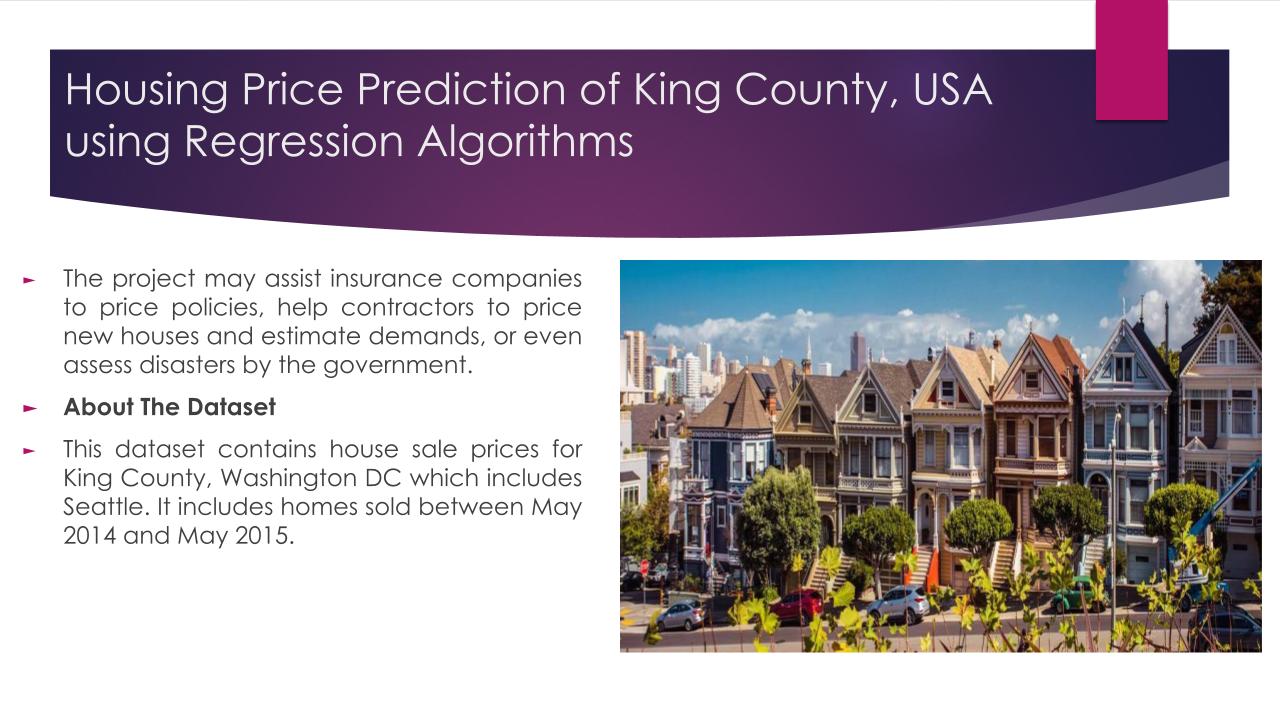 Housing Price Prediction of King County, USA
using Regression Algorithms
► The project may assist insurance companies
to price policies, help contractors to price
new houses and estimate demands, or even
assess disasters by the government.
► About The Dataset
► This dataset contains house sale prices for
King County, Washington DC which includes
Seattle. It includes homes sold between May
2014 and May 2015.